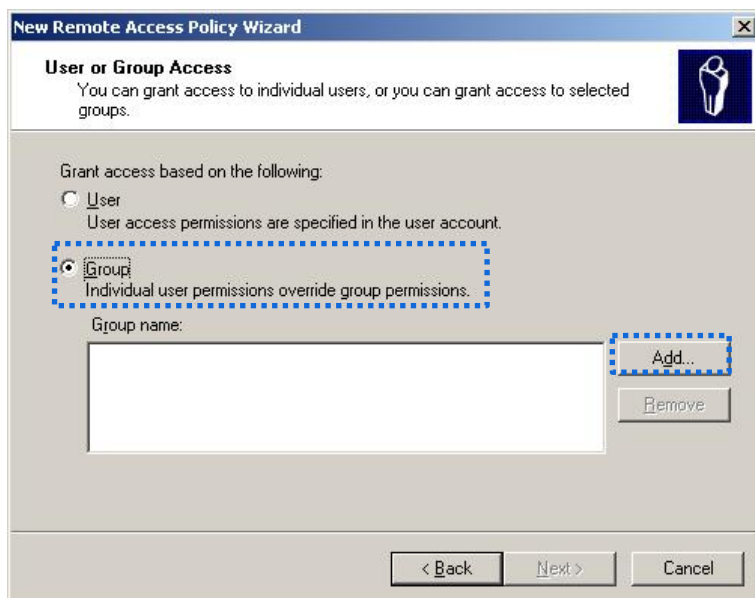 New Remote Access Policy Wizard
User or Group Access
You can grant access to individual users, or you can grant access to selected
groups.
Grant access based on the following:
User
User access permissions are specified in the user account.
Group
Individual user permissions override group permissions.
Group name:
Add...
Remove
< Back
Next >
Cancel